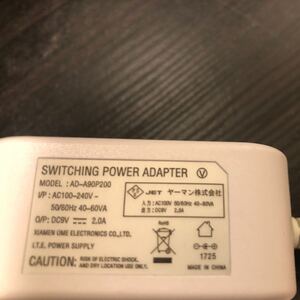 SWITCHING POWER ADAPTER V
MODEL : AD-A90P200
I/P : AC100-240V~
50/60Hz 40-60VA
O/P: DC9V 2.0A
XIAMEN UME ELECTRONICS CO.,LTD.
I.T.E. POWER SUPPLY
CAUTION: RISK OF ELECTRIC SHOCK.
AND DRY LOCATION USE ONLY.
JET ヤーマン株式会社
入力: AC100V 50/60Hz 40-60VA
出力: DC9V 2.0A
1725
MADE IN CHINA